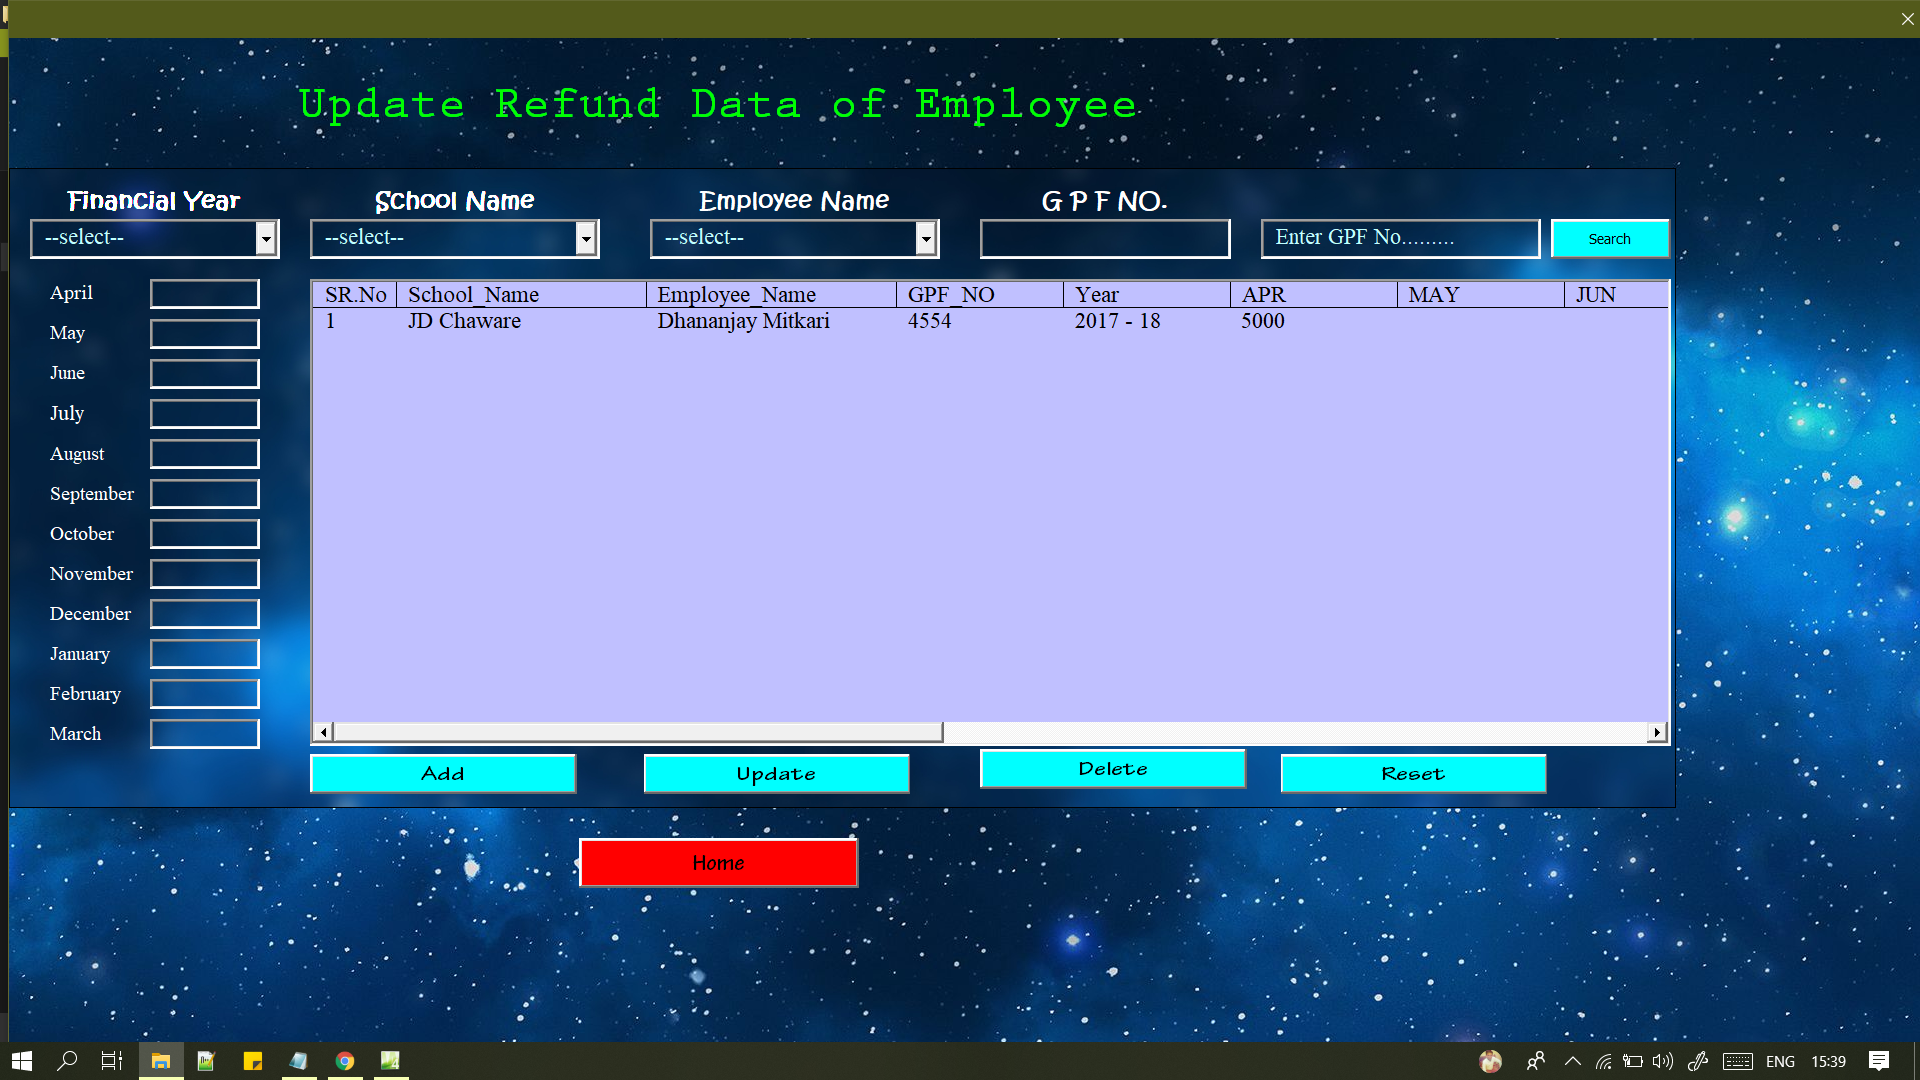 Update Refund Data of Employee
Financial Year School Name Employee Name G P F NO.
--select-- --select-- --select-- Enter GPF No......... Search
April
May
June
July
August
September
October
November
December
January
February
March
SR.No School_Name Employee_Name GPF_NO Year APR MAY JUN
1 JD Chaware Dhananjay Mitkari 4554 2017 - 18 5000
Add Update Delete Reset
Home
ENG 15:39